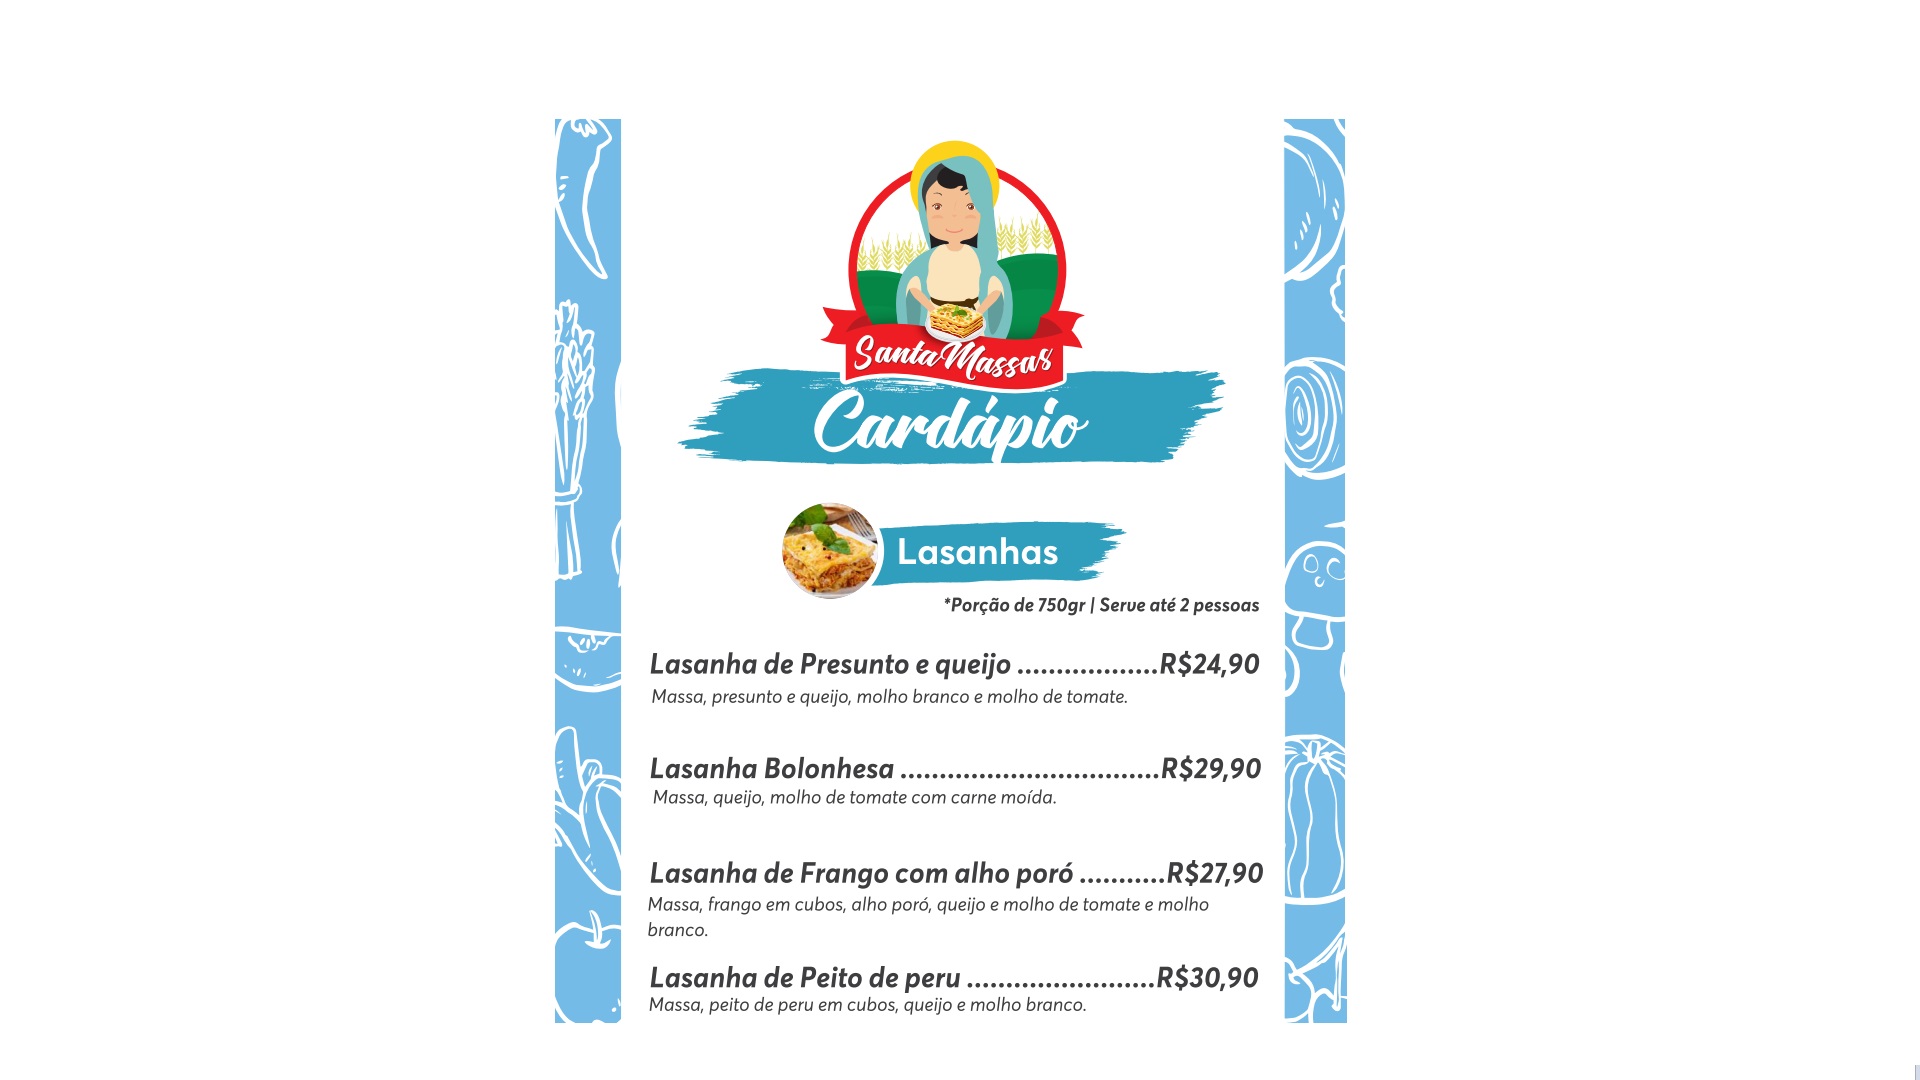 Santa Massas
Cardápio
Lasanhas
*Porção de 750gr | Serve até 2 pessoas
Lasanha de Presunto e queijo ..................R$24,90
Massa, presunto e queijo, molho branco e molho de tomate.
Lasanha Bolonhesa .................................R$29,90
Massa, queijo, molho de tomate com carne moída.
Lasanha de Frango com alho poró ...........R$27,90
Massa, frango em cubos, alho poró, queijo e molho de tomate e molho
branco.
Lasanha de Peito de peru ........................R$30,90
Massa, peito de peru em cubos, queijo e molho branco.